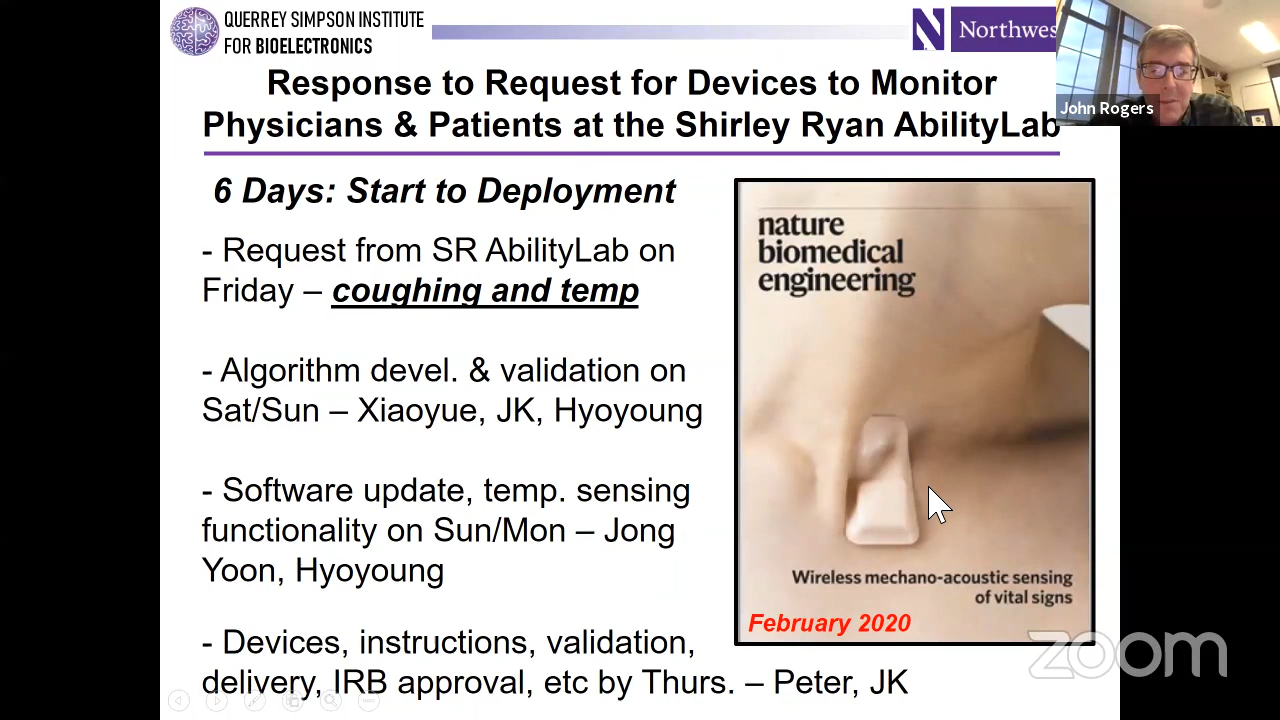 QUERREY SIMPSON INSTITUTE
FOR BIOELECTRONICS
N Northwes
John Rogers
Response to Request for Devices to Monitor
Physicians & Patients at the Shirley Ryan AbilityLab
6 Days: Start to Deployment
- Request from SR AbilityLab on
Friday – coughing and temp
- Algorithm devel. & validation on
Sat/Sun – Xiaoyue, JK, Hyoyoung
- Software update, temp. sensing
functionality on Sun/Mon – Jong
Yoon, Hyoyoung
- Devices, instructions, validation,
delivery, IRB approval, etc by Thurs. – Peter, JK
nature
biomedical
engineering
Wireless mechano-acoustic sensing
of vital signs
February 2020
zoom